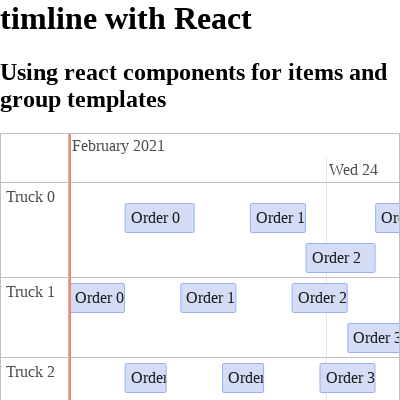 timline with React
Using react components for items and
group templates
February 2021
Wed 24
Truck 0
Order 0
Order 1
Or
Order 2
Truck 1
Order 0
Order 1
Order 2
Order 3
Truck 2
Order
Order
Order 3